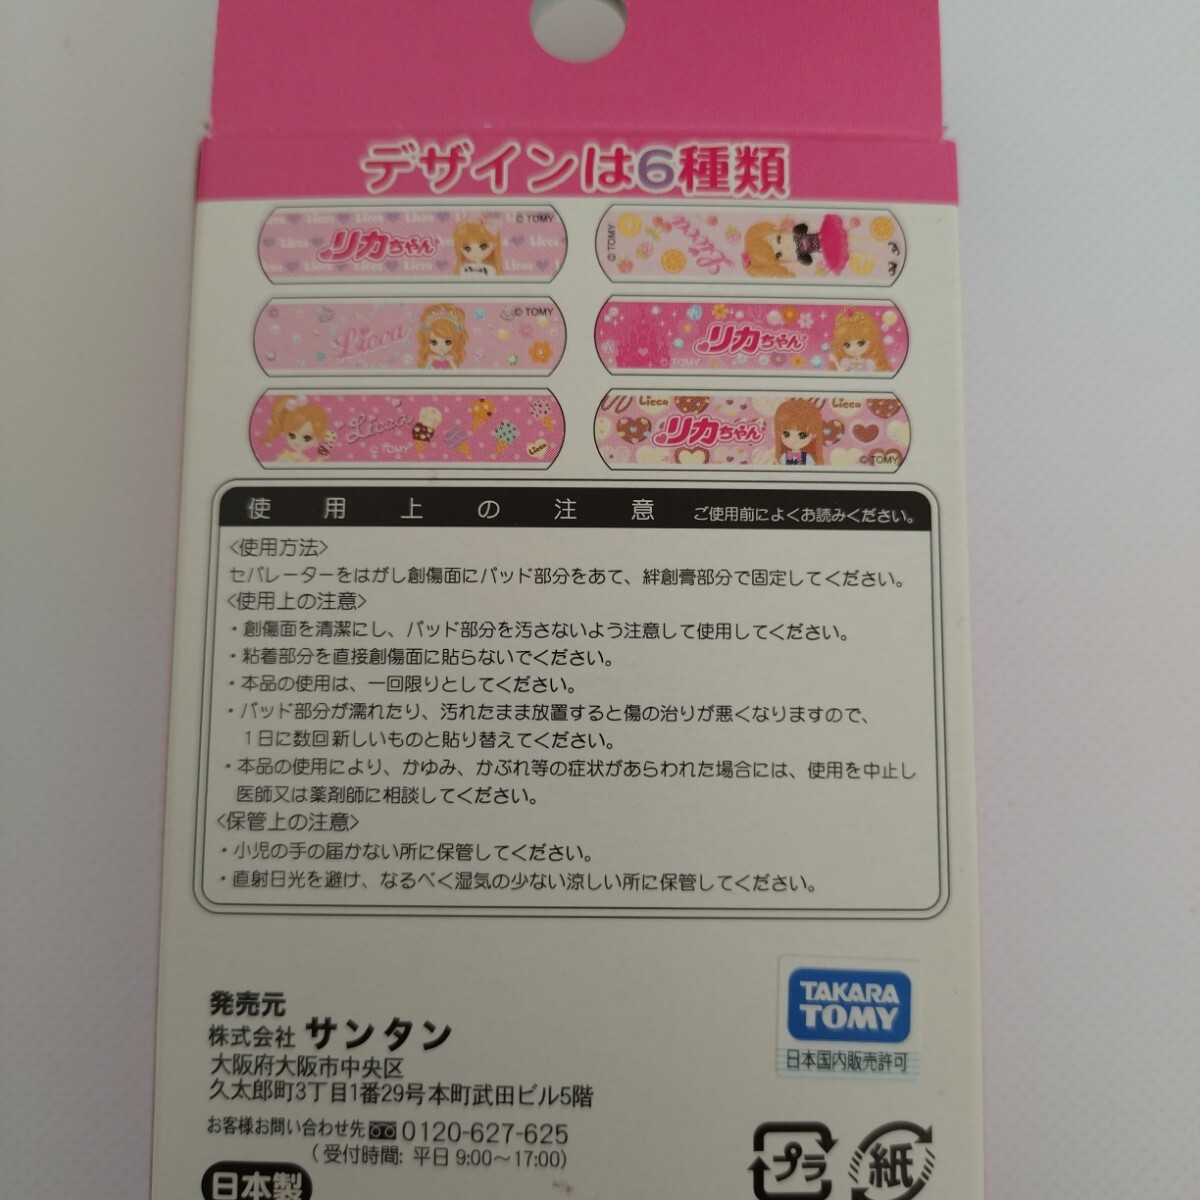 デザインは6種類
Licca Licca Licca
© TOMY
リカちゃん
Licca
© TOMY
Licca
Licca
© TOMY
リカちゃん
© TOMY
Licca
© TOMY
Licca
Licca
Licca
リカちゃん
© TOMY
使用上の注意 ご使用前によくお読みください。
<使用方法>
セパレーターをはがし創傷面にパッド部分をあて、絆創膏部分で固定してください。
<使用上の注意>
・創傷面を清潔にし、パッド部分を汚さないよう注意して使用してください。
・粘着部分を直接創傷面に貼らないでください。
・本品の使用は、一回限りとしてください。
・パッド部分が濡れたり、汚れたまま放置すると傷の治りが悪くなりますので、
1日に数回新しいものと貼り替えてください。
・本品の使用により、かゆみ、かぶれ等の症状があらわれた場合には、使用を中止し
医師又は薬剤師に相談してください。
<保管上の注意>
・小児の手の届かない所に保管してください。
・直射日光を避け、なるべく湿気の少ない涼しい所に保管してください。
発売元
株式会社 サンタン
大阪府大阪市中央区
久太郎町3丁目1番29号本町武田ビル5階
お客様お問い合わせ先 0120-627-625
(受付時間: 平日 9:00〜17:00)
日本製
TAKARA
TOMY
日本国内販売許可
プラ
紙